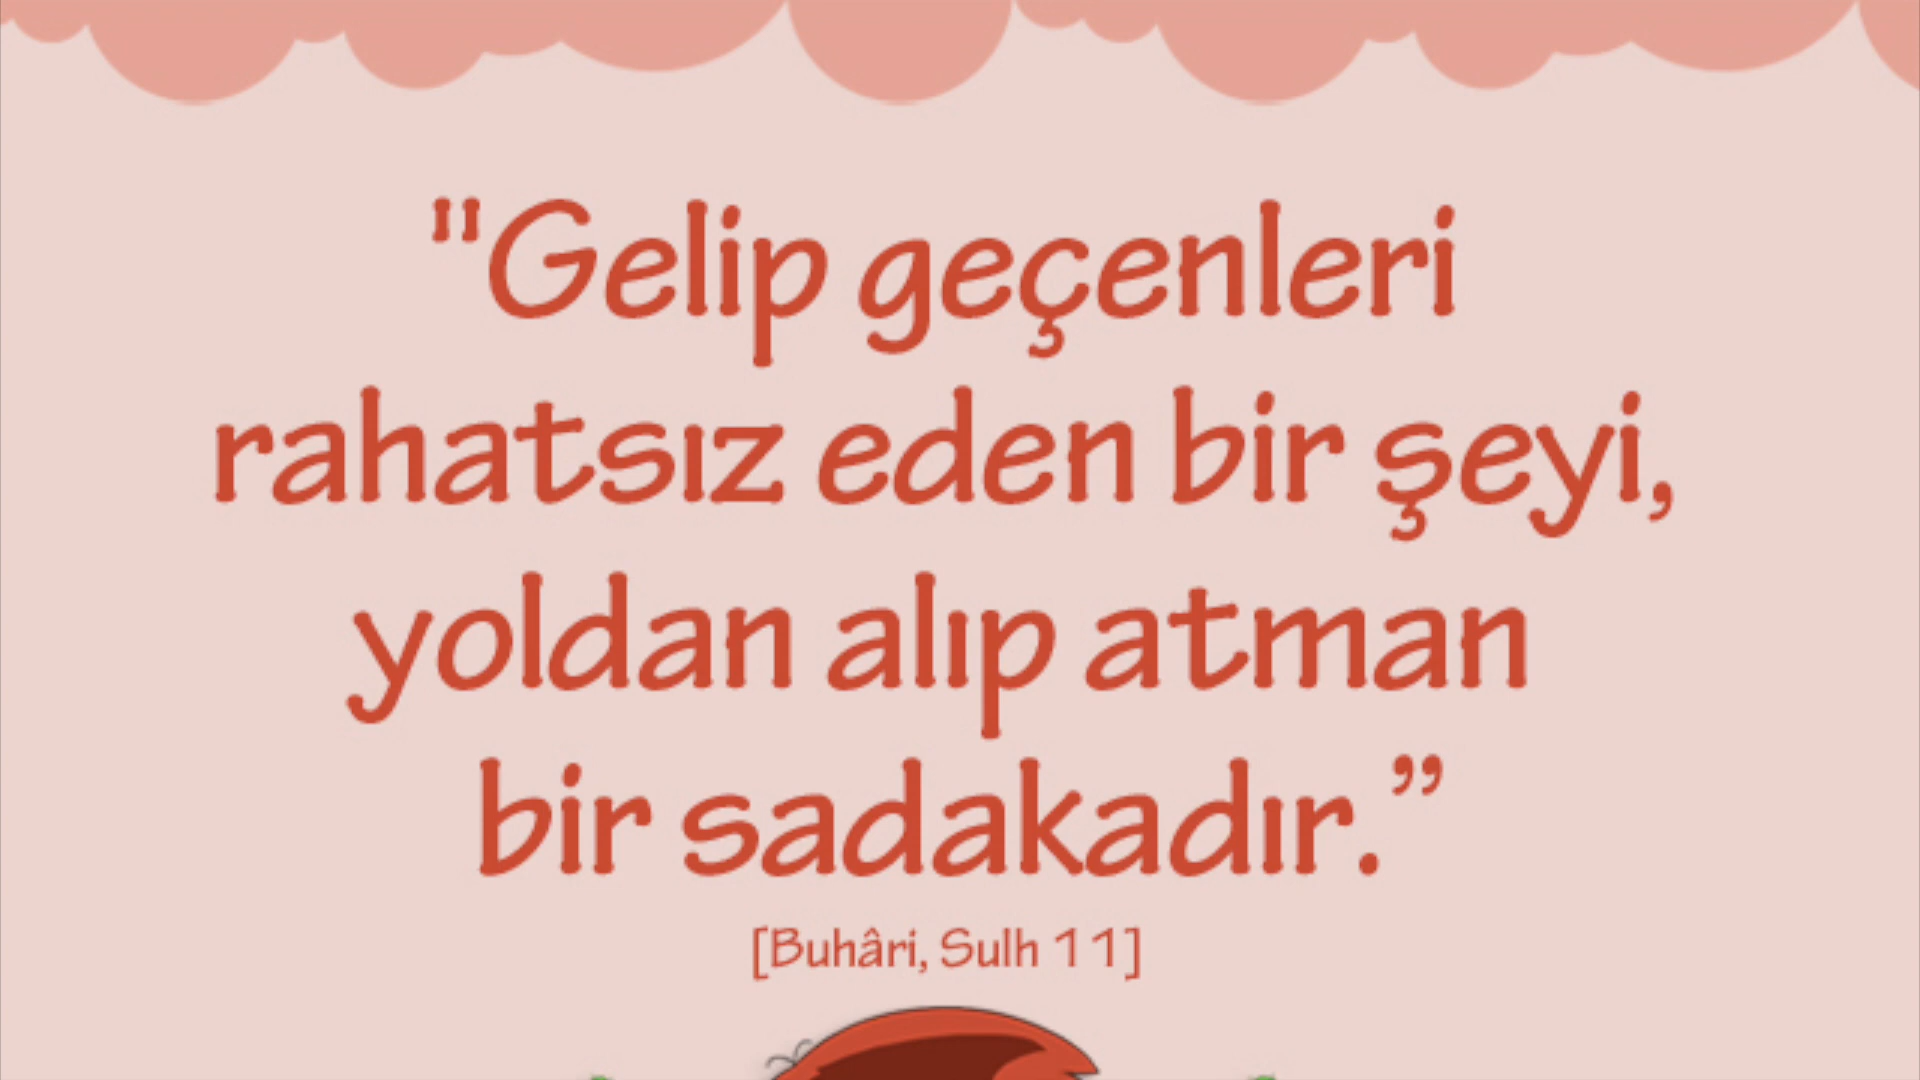 "Gelip geçenleri
rahatsız eden bir şeyi,
yoldan alıp atman
bir sadakadır.”
[Buhâri, Sulh 11]